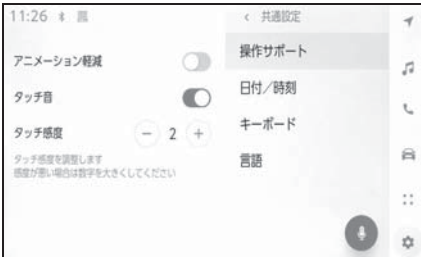 11:26
アニメーション軽減
タッチ音
タッチ感度 − 2 +
タッチ感度を調整します
感度が悪い場合は数字を大きくしてください
< 共通設定
操作サポート
日付／時刻
キーボード
言語